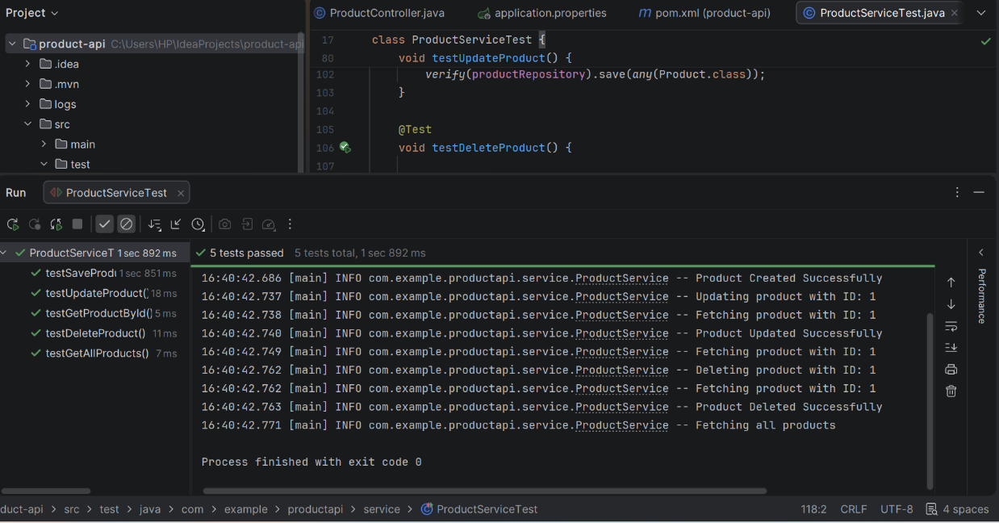 Project
ProductController.java
application.properties
m pom.xml (product-api)
ProductServiceTest.java
product-api C:\Users\HP\IdeaProjects\product-api
.idea
.mvn
logs
src
main
test
17 class ProductServiceTest {
80 void testUpdateProduct() {
102 verify(productRepository).save(any(Product.class));
103 }
104
105 @Test
106 void testDeleteProduct() {
107
Run ProductServiceTest
ProductServiceT 1 sec 892 ms
testSaveProdu 1 sec 851 ms
testUpdateProduct() 18 ms
testGetProductById() 5 ms
testDeleteProduct() 11 ms
testGetAllProducts() 7 ms
5 tests passed 5 tests total, 1 sec 892 ms
16:40:42.686 [main] INFO com.example.productapi.service.ProductService -- Product Created Successfully
16:40:42.737 [main] INFO com.example.productapi.service.ProductService -- Updating product with ID: 1
16:40:42.738 [main] INFO com.example.productapi.service.ProductService -- Fetching product with ID: 1
16:40:42.740 [main] INFO com.example.productapi.service.ProductService -- Product Updated Successfully
16:40:42.749 [main] INFO com.example.productapi.service.ProductService -- Fetching product with ID: 1
16:40:42.762 [main] INFO com.example.productapi.service.ProductService -- Deleting product with ID: 1
16:40:42.762 [main] INFO com.example.productapi.service.ProductService -- Fetching product with ID: 1
16:40:42.763 [main] INFO com.example.productapi.service.ProductService -- Product Deleted Successfully
16:40:42.771 [main] INFO com.example.productapi.service.ProductService -- Fetching all products
Process finished with exit code 0
Performance
duct-api > src > test > java > com > example > productapi > service > ProductServiceTest
118:2 CRLF UTF-8 4 spaces